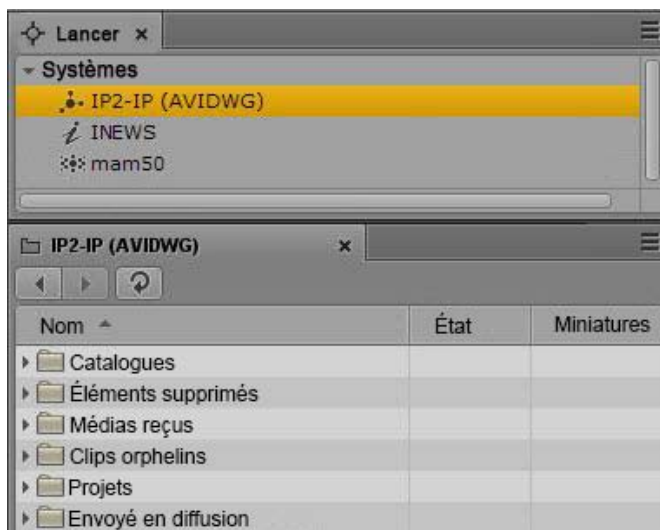 Lancer
Systèmes
IP2-IP (AVIDWG)
INEWS
mam50
IP2-IP (AVIDWG)
Nom État Miniatures
Catalogues
Éléments supprimés
Médias reçus
Clips orphelins
Projets
Envoyé en diffusion